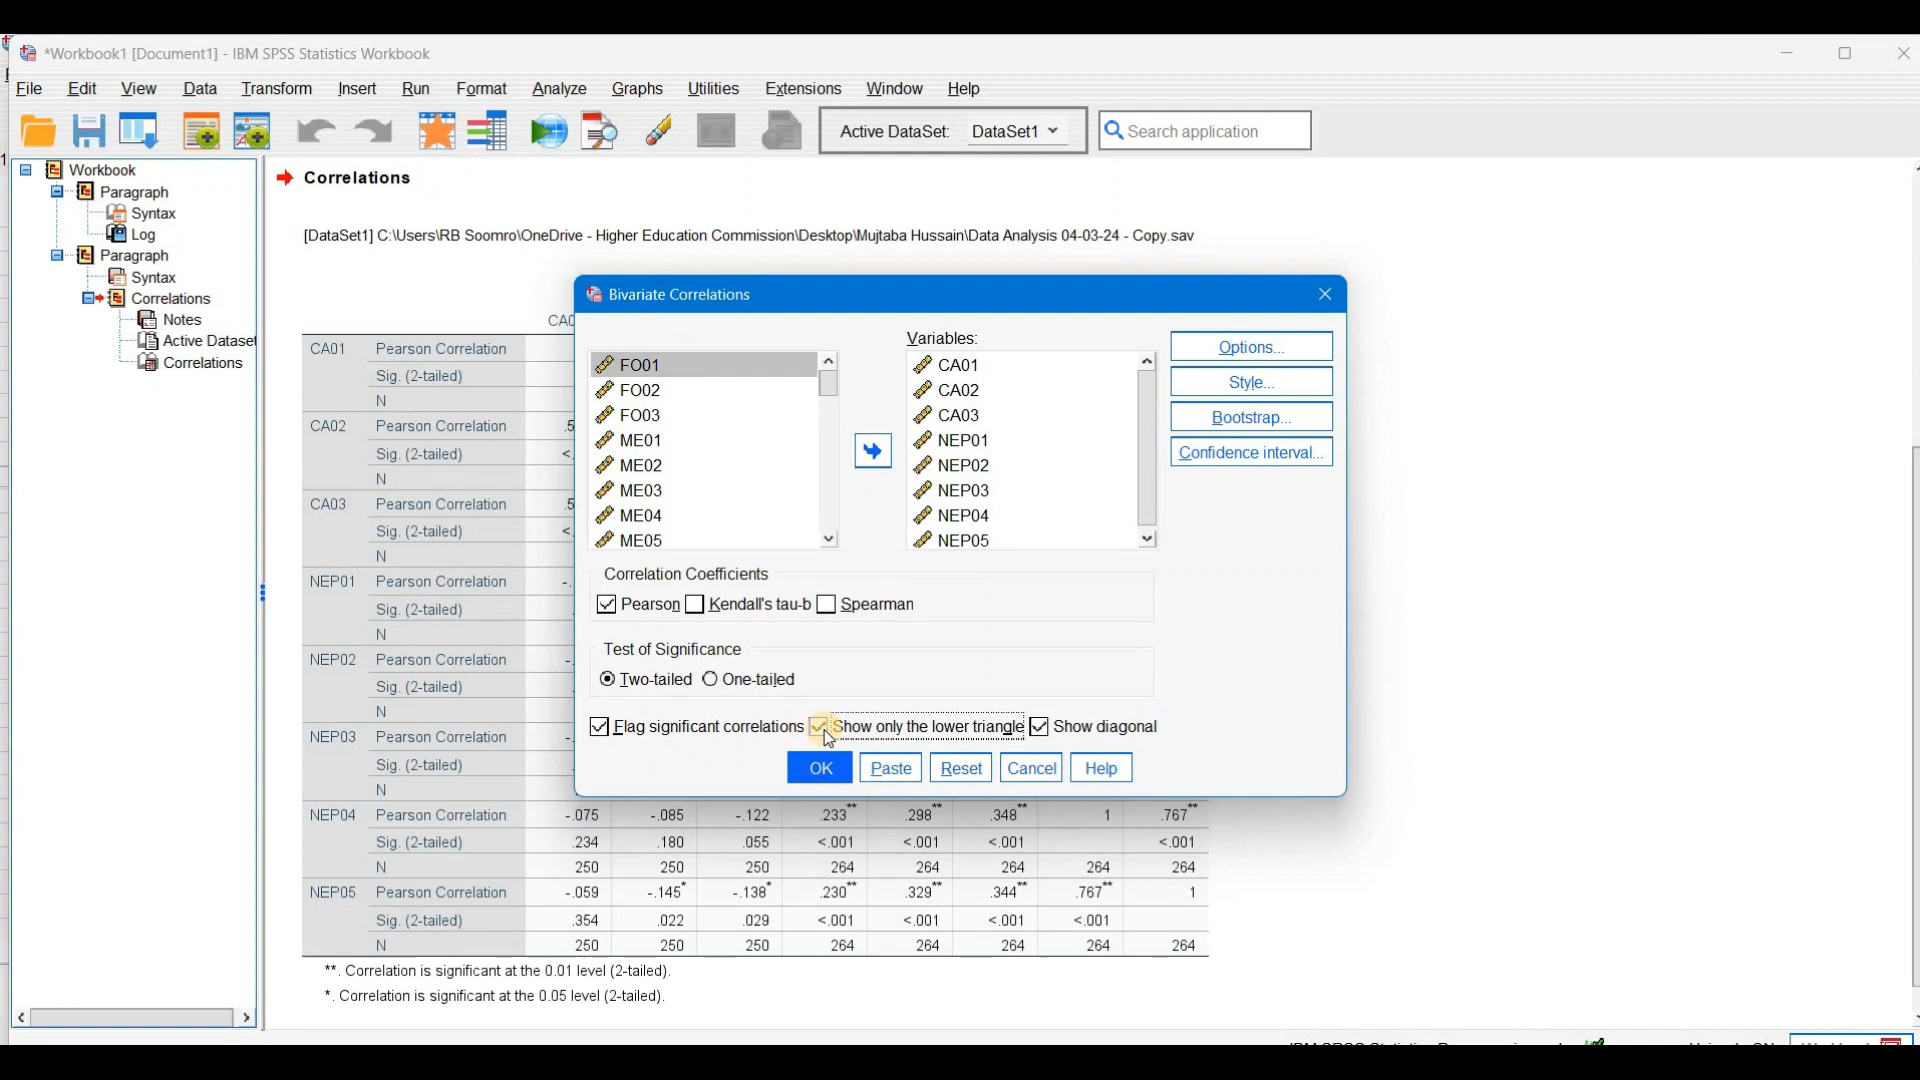 *Workbook1 [Document1] - IBM SPSS Statistics Workbook
File Edit View Data Transform Insert Run Format Analyze Graphs Utilities Extensions Window Help
Active DataSet: DataSet1 Search application
Workbook
Paragraph
Syntax
Log
Paragraph
Syntax
Correlations
Notes
Active Dataset
Correlations
Correlations
[DataSet1] C:\Users\RB Soomro\OneDrive - Higher Education Commission\Desktop\Mujtaba Hussain\Data Analysis 04-03-24 - Copy.sav
CA01 Pearson Correlation
Sig. (2-tailed)
N
CA02 Pearson Correlation
Sig. (2-tailed)
N
CA03 Pearson Correlation
Sig. (2-tailed)
N
NEP01 Pearson Correlation
Sig. (2-tailed)
N
NEP02 Pearson Correlation
Sig. (2-tailed)
N
NEP03 Pearson Correlation
Sig. (2-tailed)
N
NEP04 Pearson Correlation -.075 -.085 -.122 .233** .298** .348** 1 .767**
Sig. (2-tailed) .234 .180 .055 <.001 <.001 <.001 <.001
N 250 250 250 264 264 264 264 264
NEP05 Pearson Correlation -.059 -.145* -.138* .230** .329** .344** .767** 1
Sig. (2-tailed) .354 .022 .029 <.001 <.001 <.001 <.001
N 250 250 250 264 264 264 264 264
**. Correlation is significant at the 0.01 level (2-tailed).
*. Correlation is significant at the 0.05 level (2-tailed).
Bivariate Correlations
Variables:
FO01
FO02
FO03
ME01
ME02
ME03
ME04
ME05
CA01
CA02
CA03
NEP01
NEP02
NEP03
NEP04
NEP05
Options...
Style...
Bootstrap...
Confidence interval...
Correlation Coefficients
Pearson Kendall's tau-b Spearman
Test of Significance
Two-tailed One-tailed
Flag significant correlations Show only the lower triangle Show diagonal
OK Paste Reset Cancel Help